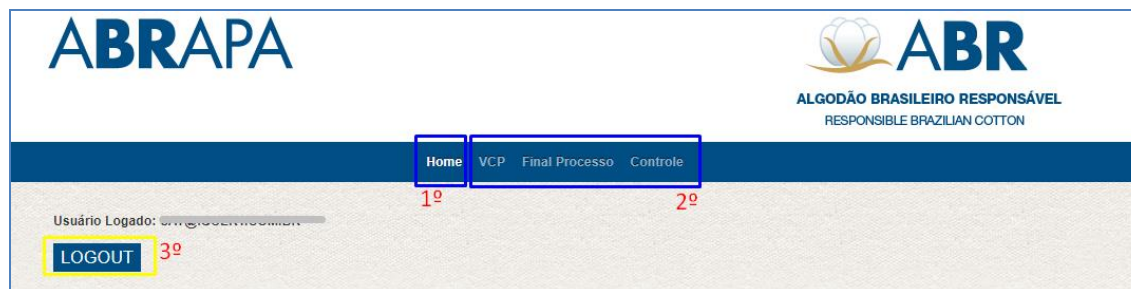 ABRAPA
ABR
ALGODÃO BRASILEIRO RESPONSÁVEL
RESPONSIBLE BRAZILIAN COTTON
Home VCP Final Processo Controle
1º 2º
Usuário Logado:
LOGOUT 3º